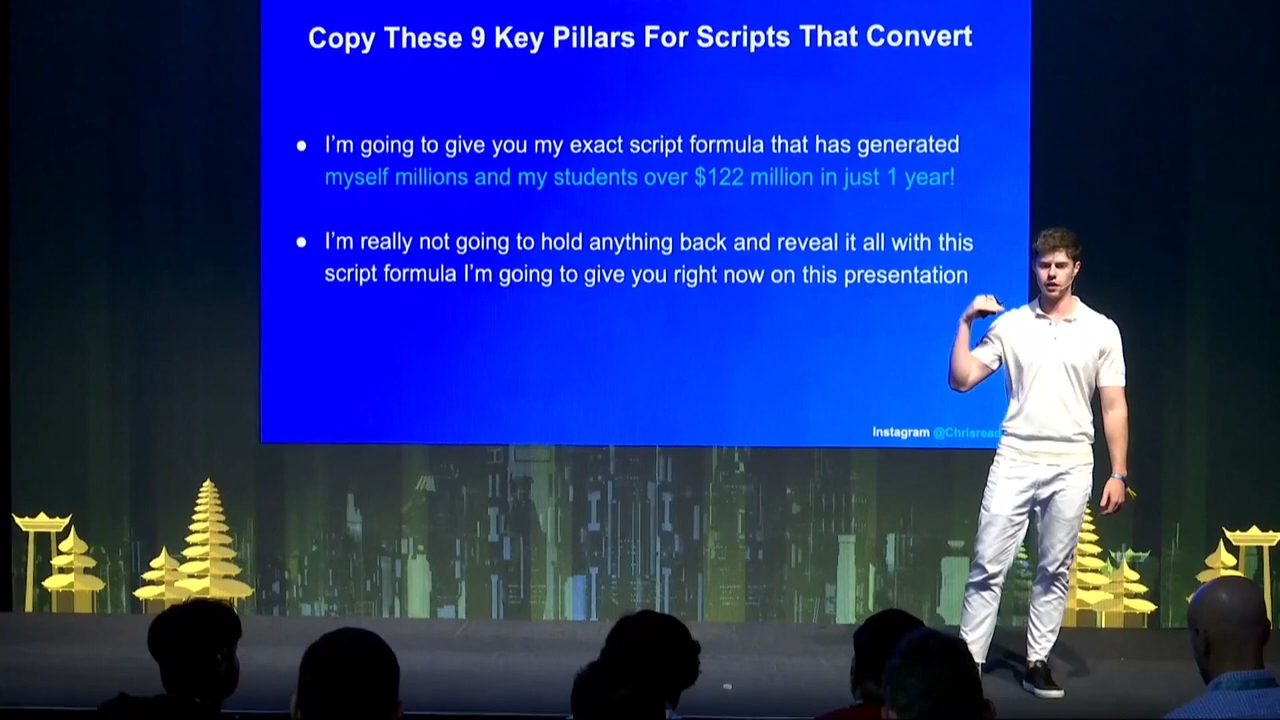 Copy These 9 Key Pillars For Scripts That Convert
● I'm going to give you my exact script formula that has generated
myself millions and my students over $122 million in just 1 year!
● I'm really not going to hold anything back and reveal it all with this
script formula I'm going to give you right now on this presentation
Instagram